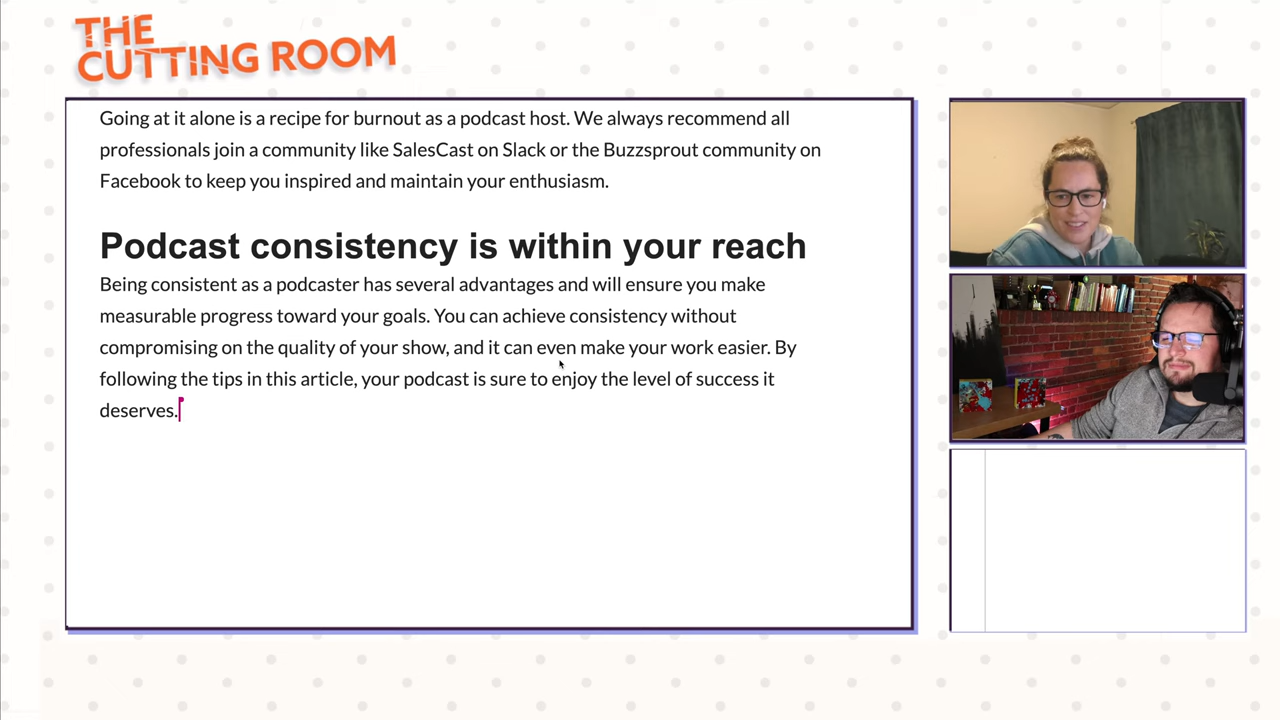 THE
CUTTING ROOM
Going at it alone is a recipe for burnout as a podcast host. We always recommend all
professionals join a community like SalesCast on Slack or the Buzzsprout community on
Facebook to keep you inspired and maintain your enthusiasm.
Podcast consistency is within your reach
Being consistent as a podcaster has several advantages and will ensure you make
measurable progress toward your goals. You can achieve consistency without
compromising on the quality of your show, and it can even make your work easier. By
following the tips in this article, your podcast is sure to enjoy the level of success it
deserves.